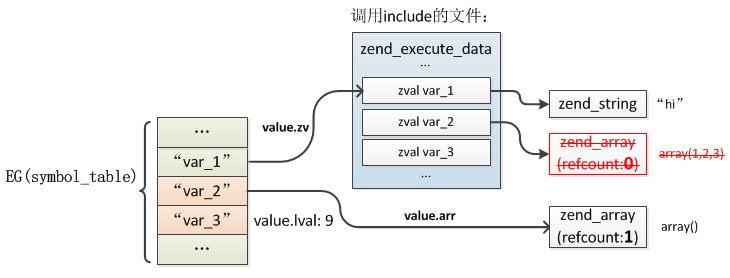 调用include的文件：
zend_execute_data
...
zval var_1
zval var_2
zval var_3
...
zend_string
“hi”
zend_array
(refcount:0)
array(1,2,3)
zend_array
(refcount:1)
array()
value.zv
value.arr
EG(symbol_table)
...
“var_1”
“var_2”
“var_3”
value.lval: 9
...